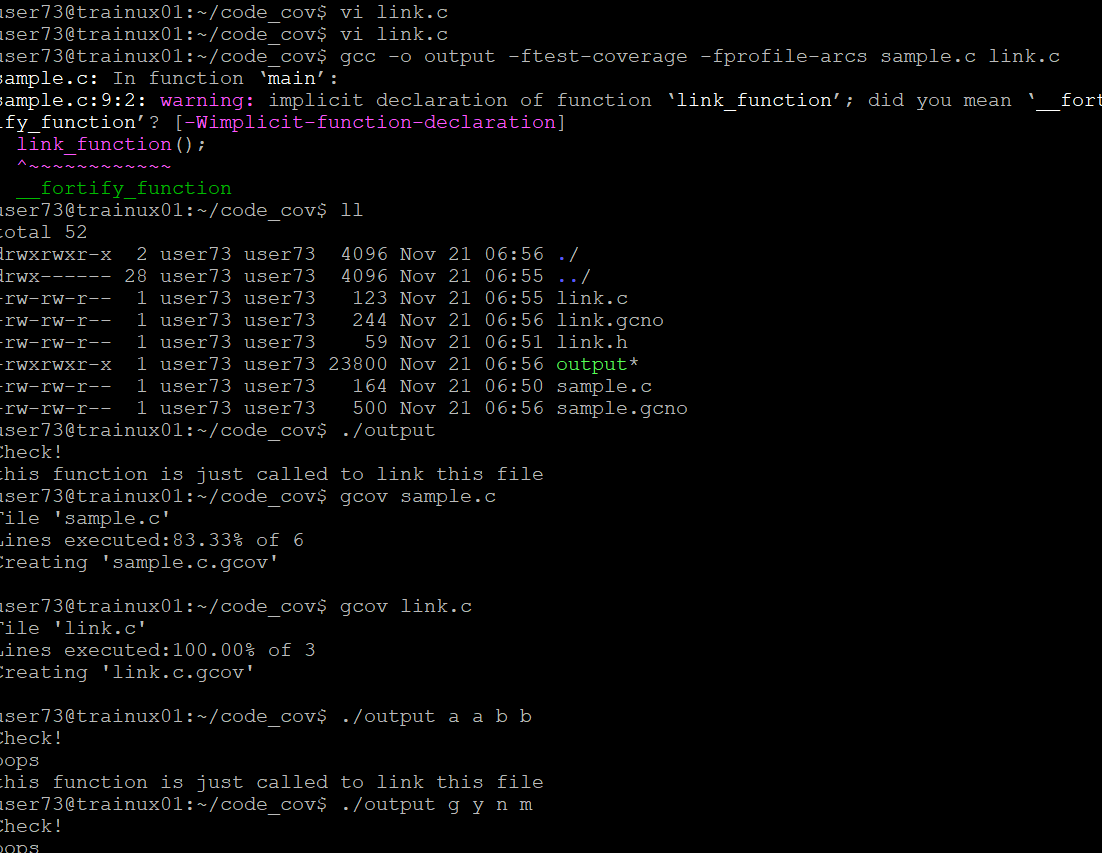 user73@trainux01:~/code_cov$ vi link.c
user73@trainux01:~/code_cov$ vi link.c
user73@trainux01:~/code_cov$ gcc -o output -ftest-coverage -fprofile-arcs sample.c link.c
sample.c: In function ‘main’:
sample.c:9:2: warning: implicit declaration of function ‘link_function’; did you mean ‘__fort
ify_function’? [-Wimplicit-function-declaration]
  link_function();
  ^~~~~~~~~~~~~
  __fortify_function
user73@trainux01:~/code_cov$ ll
total 52
drwxrwxr-x  2 user73 user73  4096 Nov 21 06:56 ./
drwx------ 28 user73 user73  4096 Nov 21 06:55 ../
-rw-rw-r--  1 user73 user73   123 Nov 21 06:55 link.c
-rw-rw-r--  1 user73 user73   244 Nov 21 06:56 link.gcno
-rw-rw-r--  1 user73 user73    59 Nov 21 06:51 link.h
-rwxrwxr-x  1 user73 user73 23800 Nov 21 06:56 output*
-rw-rw-r--  1 user73 user73   164 Nov 21 06:50 sample.c
-rw-rw-r--  1 user73 user73   500 Nov 21 06:56 sample.gcno
user73@trainux01:~/code_cov$ ./output
Check!
this function is just called to link this file
user73@trainux01:~/code_cov$ gcov sample.c
File 'sample.c'
Lines executed:83.33% of 6
Creating 'sample.c.gcov'

user73@trainux01:~/code_cov$ gcov link.c
File 'link.c'
Lines executed:100.00% of 3
Creating 'link.c.gcov'

user73@trainux01:~/code_cov$ ./output a a b b
Check!
oops
this function is just called to link this file
user73@trainux01:~/code_cov$ ./output g y n m
Check!
oops